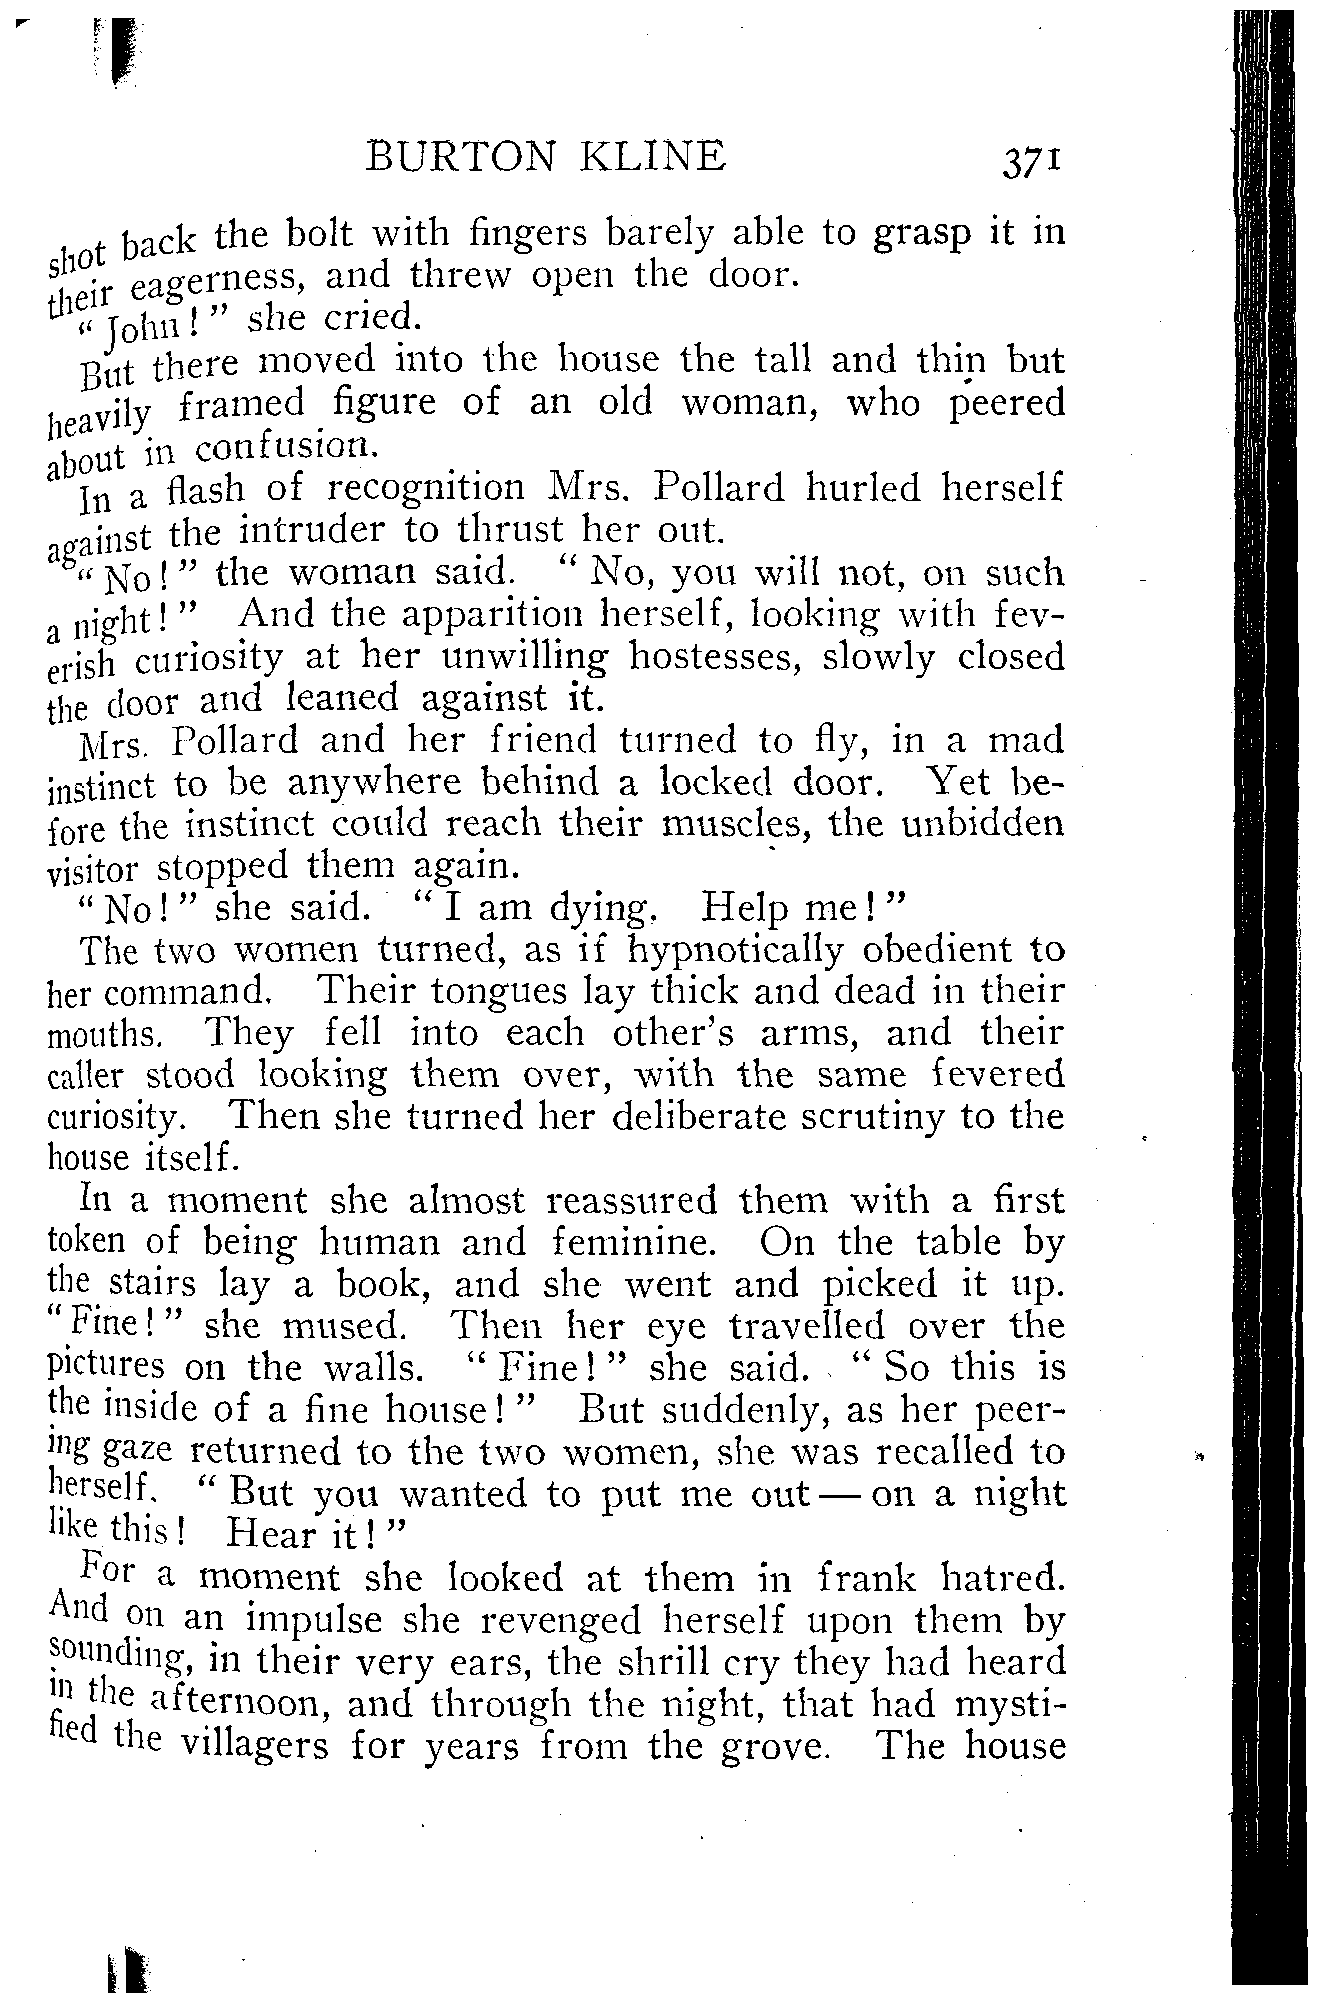 BURTON KLINE 371
shot back the bolt with fingers barely able to grasp it in
their eagerness, and threw open the door.
“ John ! ” she cried.
But there moved into the house the tall and thin but
heavily framed figure of an old woman, who peered
about in confusion.
In a flash of recognition Mrs. Pollard hurled herself
against the intruder to thrust her out.
“ No ! ” the woman said. “ No, you will not, on such
a night ! ” And the apparition herself, looking with fev-
erish curiosity at her unwilling hostesses, slowly closed
the door and leaned against it.
Mrs. Pollard and her friend turned to fly, in a mad
instinct to be anywhere behind a locked door. Yet be-
fore the instinct could reach their muscles, the unbidden
visitor stopped them again.
“ No ! ” she said. “ I am dying. Help me ! ”
The two women turned, as if hypnotically obedient to
her command. Their tongues lay thick and dead in their
mouths. They fell into each other’s arms, and their
caller stood looking them over, with the same fevered
curiosity. Then she turned her deliberate scrutiny to the
house itself.
In a moment she almost reassured them with a first
token of being human and feminine. On the table by
the stairs lay a book, and she went and picked it up.
“ Fine ! ” she mused. Then her eye travelled over the
pictures on the walls. “ Fine ! ” she said. “ So this is
the inside of a fine house ! ” But suddenly, as her peer-
ing gaze returned to the two women, she was recalled to
herself. “ But you wanted to put me out — on a night
like this ! Hear it ! ”
For a moment she looked at them in frank hatred.
And on an impulse she revenged herself upon them by
sounding, in their very ears, the shrill cry they had heard
in the afternoon, and through the night, that had mysti-
fied the villagers for years from the grove. The house